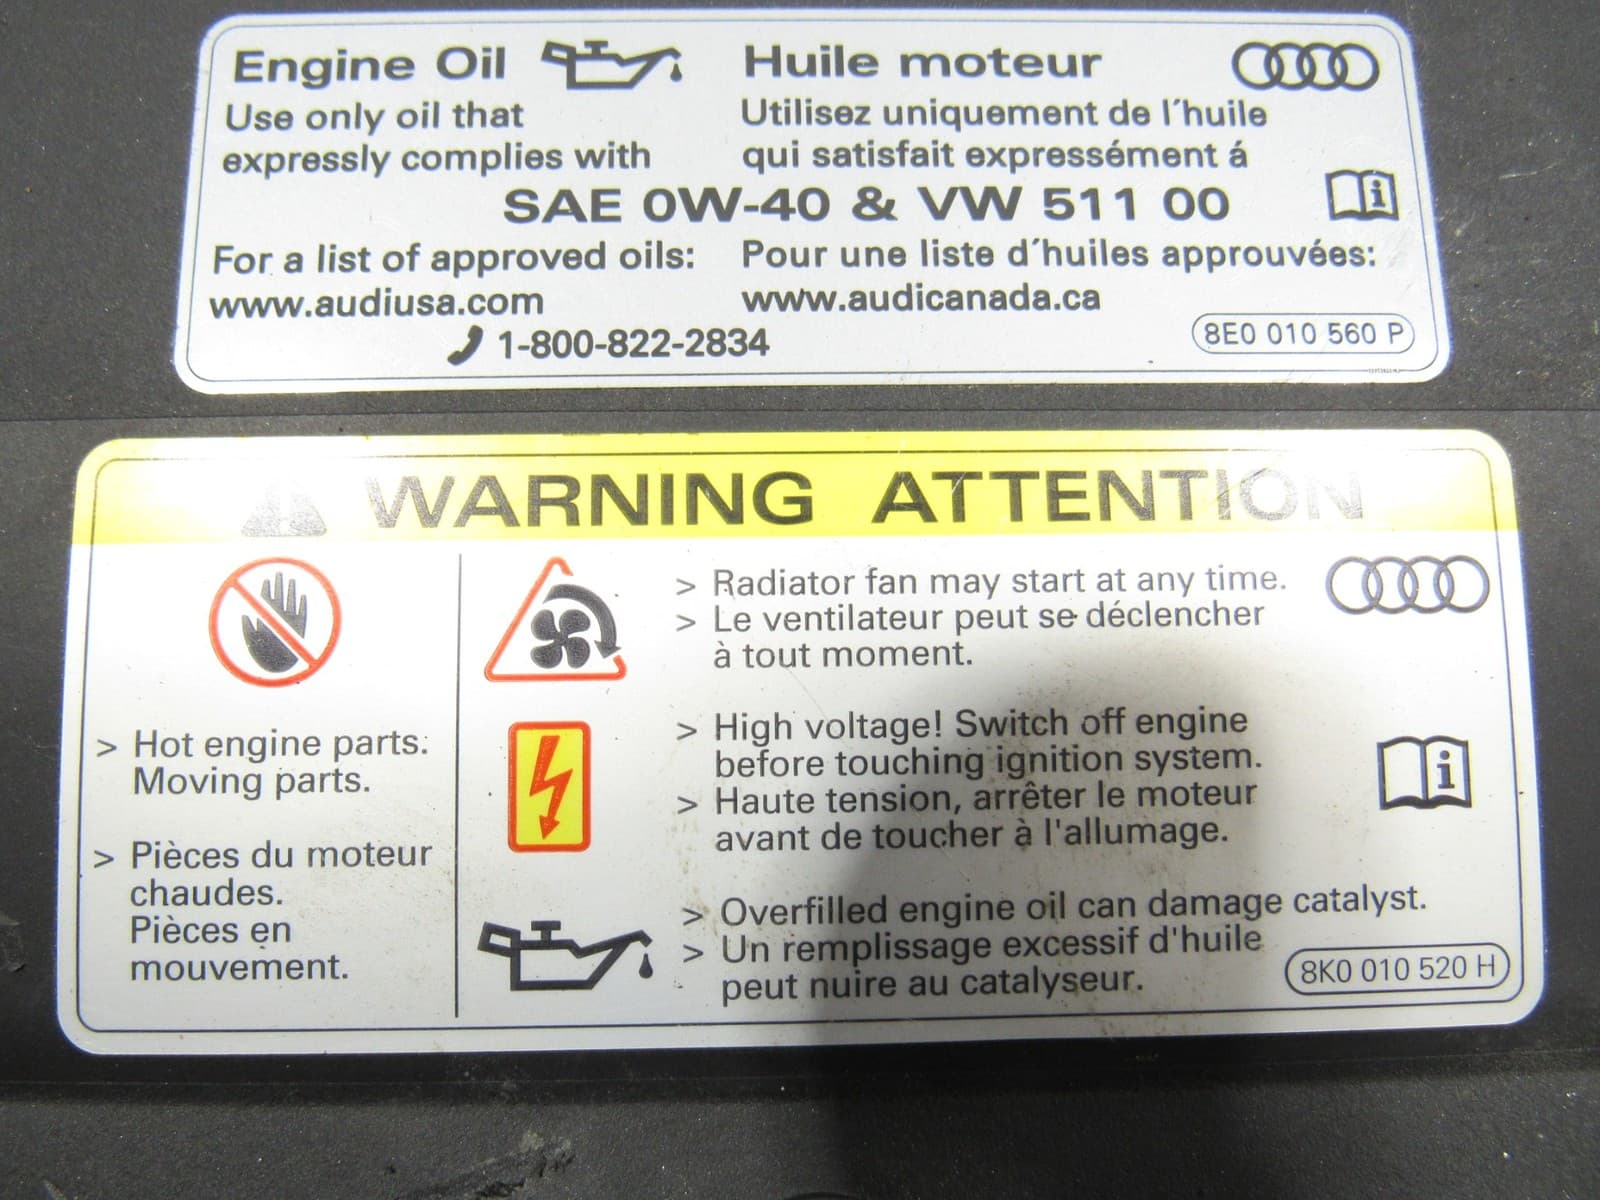 Engine Oil
Huile moteur
Use only oil that
expressly complies with
Utilisez uniquement de l´huile
qui satisfait expressément á
SAE 0W-40 & VW 511 00
For a list of approved oils:
www.audiusa.com
Pour une liste d´huiles approuvées:
www.audicanada.ca
1-800-822-2834
8E0 010 560 P
WARNING ATTENTION
> Hot engine parts.
Moving parts.
> Pièces du moteur
chaudes.
Pièces en
mouvement.
> Radiator fan may start at any time.
> Le ventilateur peut se déclencher
à tout moment.
> High voltage! Switch off engine
before touching ignition system.
> Haute tension, arrêter le moteur
avant de toucher à l'allumage.
> Overfilled engine oil can damage catalyst.
> Un remplissage excessif d'huile
peut nuire au catalyseur.
8K0 010 520 H